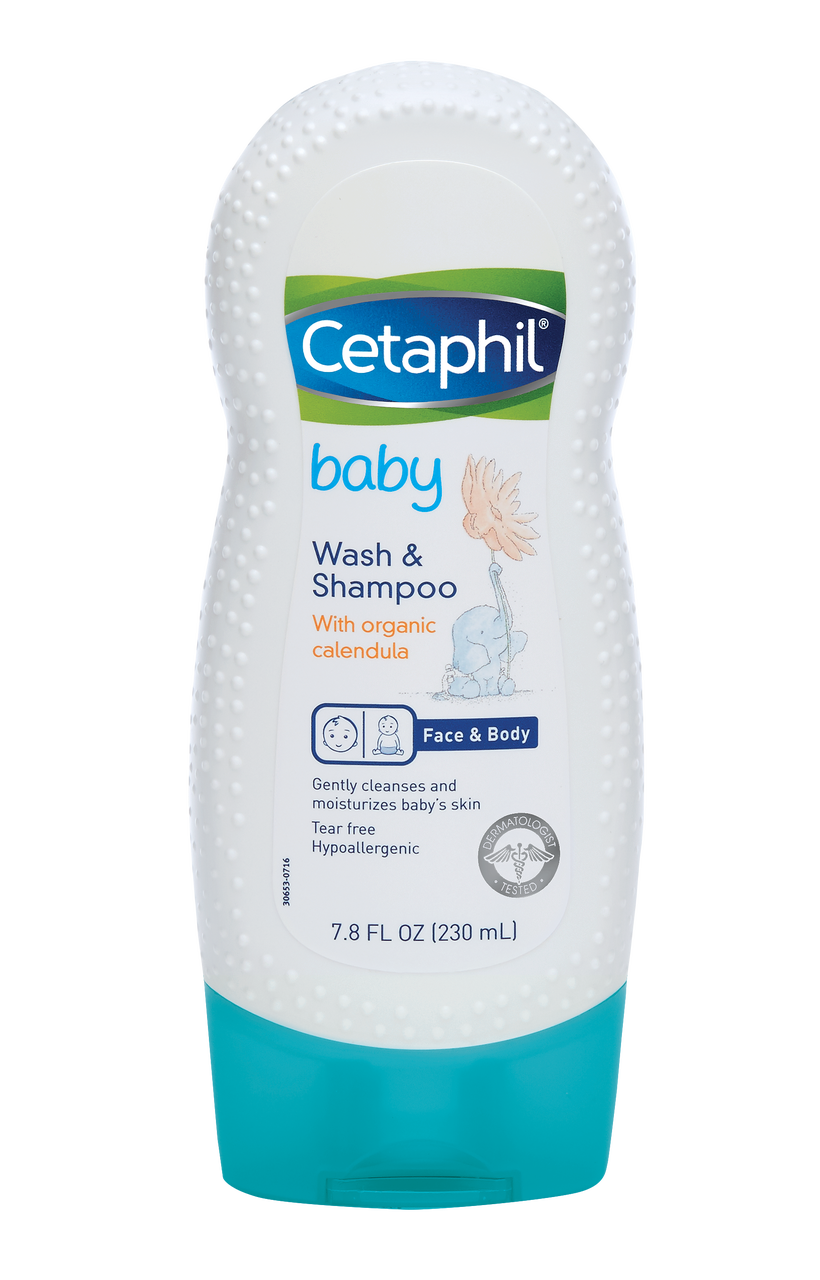 Cetaphil®
baby
Wash &
Shampoo
With organic
calendula
Face & Body
Gently cleanses and
moisturizes baby's skin
Tear free
Hypoallergenic
DERMATOLOGIST
• TESTED •
30653-0716
7.8 FL OZ (230 mL)